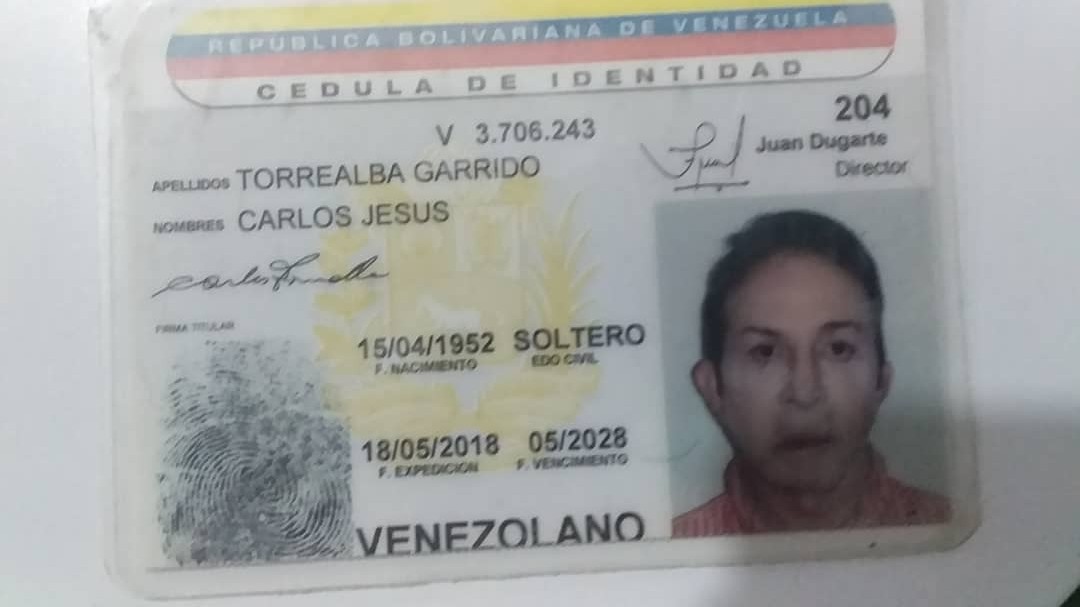 REPUBLICA BOLIVARIANA DE VENEZUELA
CEDULA DE IDENTIDAD
204
V 3.706.243
Juan Dugarte
Director
APELLIDOS TORREALBA GARRIDO
NOMBRES CARLOS JESUS
FIRMA TITULAR
15/04/1952 SOLTERO
F. NACIMIENTO EDO CIVIL
18/05/2018 05/2028
F. EXPEDICION F. VENCIMIENTO
VENEZOLANO